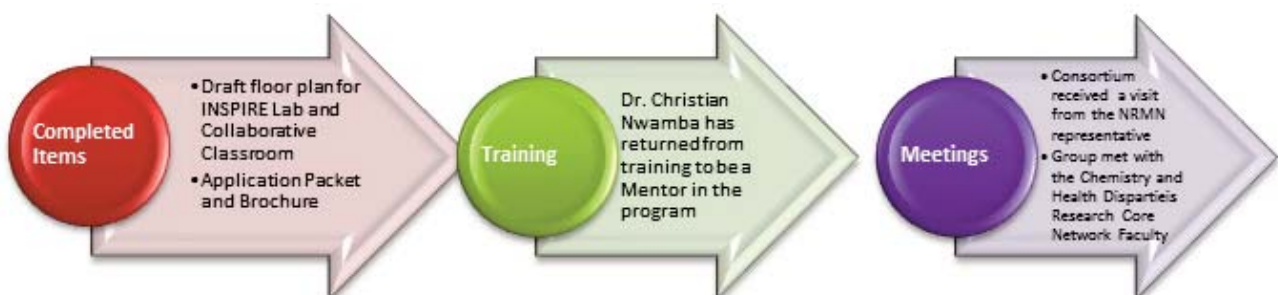 Completed
Items
• Draft floor plan for
INSPIRE Lab and
Collaborative
Classroom
• Application Packet
and Brochure
Training
Dr. Christian
Nwamba has
returned from
training to be a
Mentor in the
program
Meetings
• Consortium
received a visit
from the NRMN
representative
• Group met with
the Chemistry and
Health Dispartieis
Research Core
Network Faculty